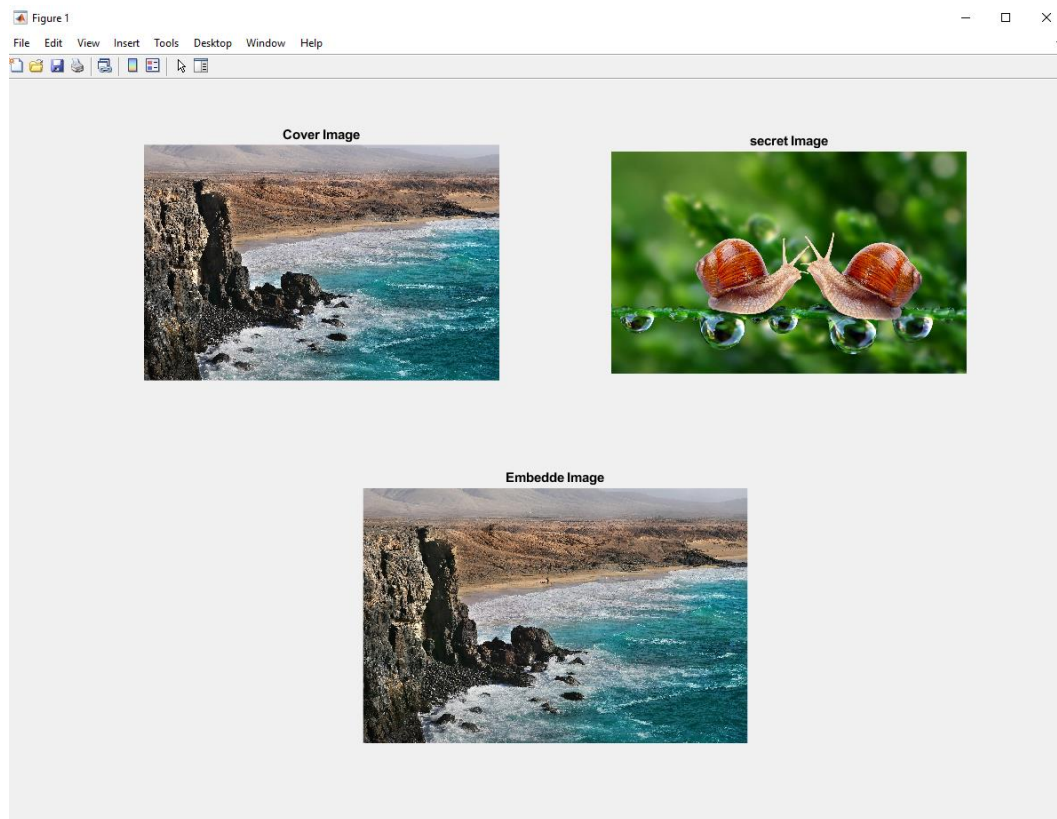 Figure 1
File Edit View Insert Tools Desktop Window Help
Cover Image
secret Image
Embedde Image